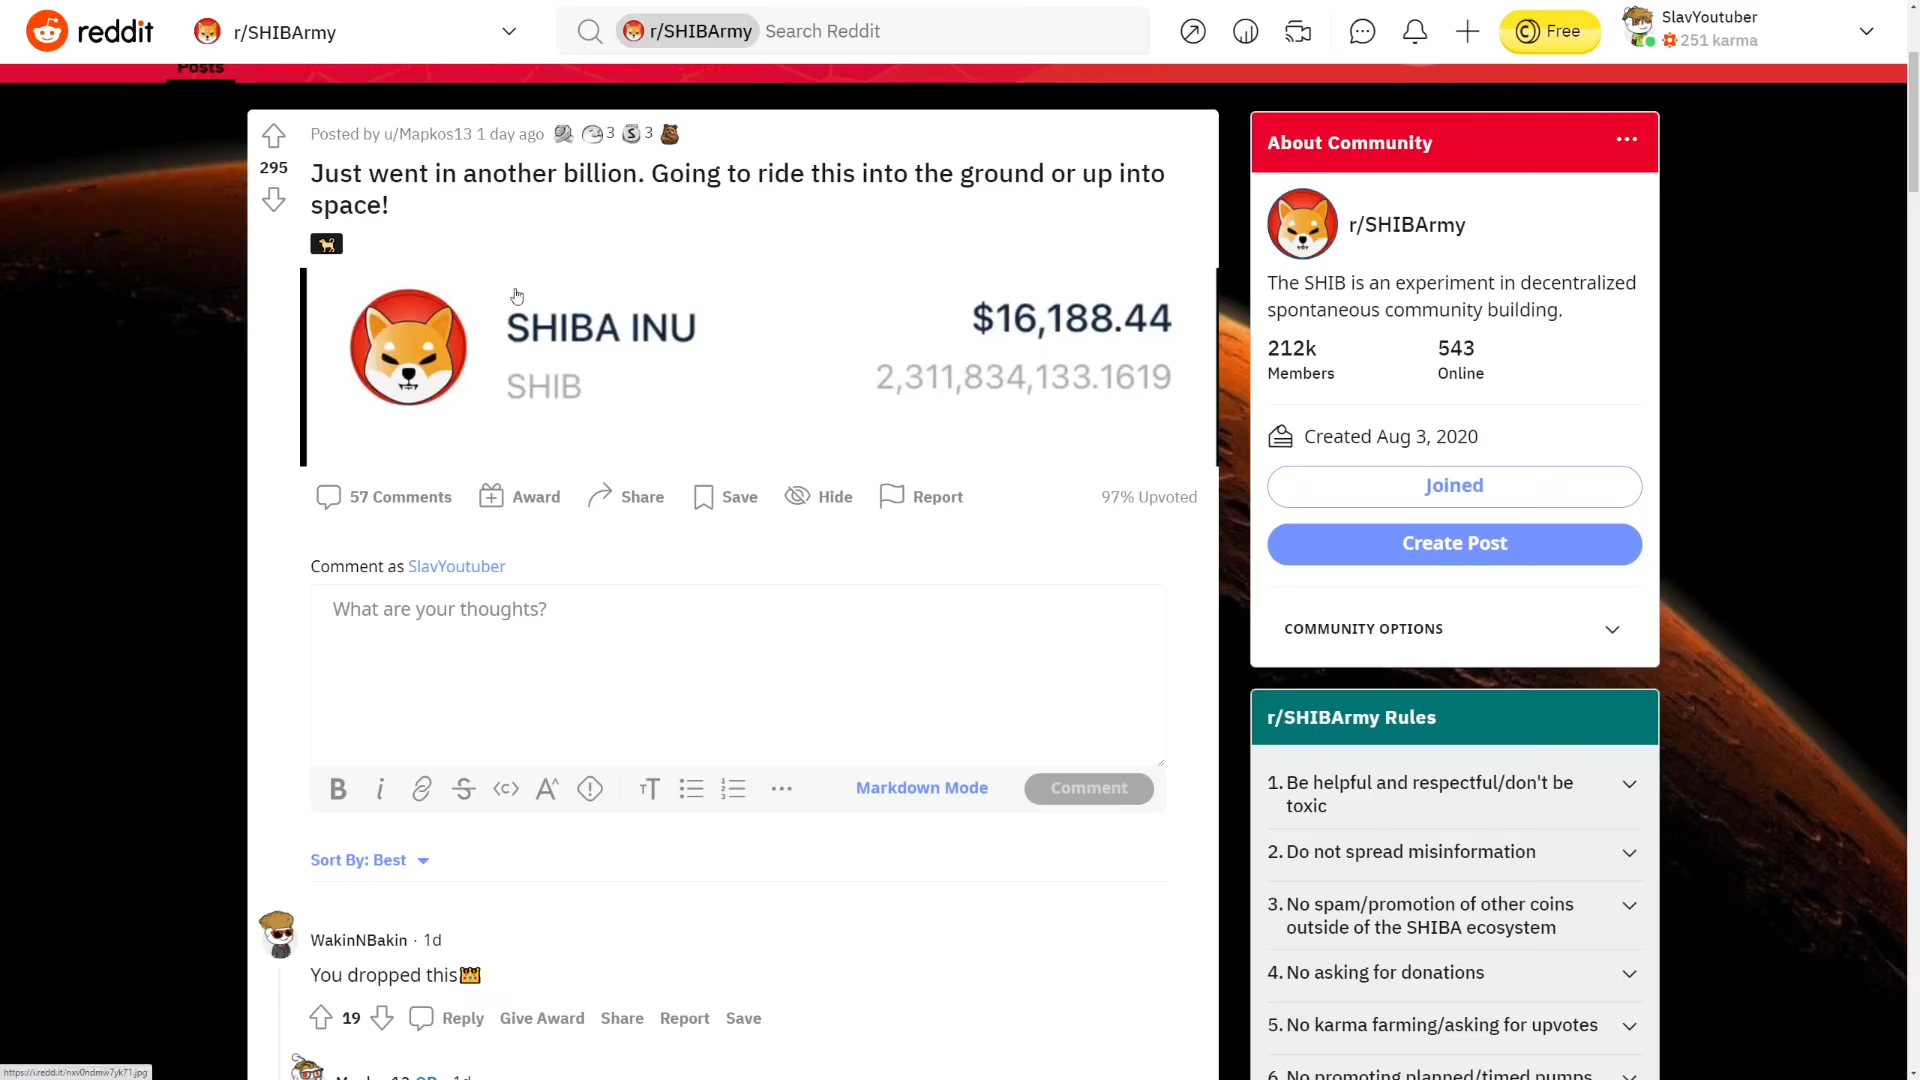 reddit
r/SHIBArmy
r/SHIBArmy Search Reddit
Free
SlavYoutuber
251 karma
Posts
Posted by u/Mapkos13 1 day ago 3 3
295
Just went in another billion. Going to ride this into the ground or up into
space!
SHIBA INU
SHIB
$16,188.44
2,311,834,133.1619
57 Comments Award Share Save Hide Report 97% Upvoted
Comment as SlavYoutuber
What are your thoughts?
Markdown Mode Comment
Sort By: Best
WakinNBakin · 1d
You dropped this
19 Reply Give Award Share Report Save
About Community
r/SHIBArmy
The SHIB is an experiment in decentralized
spontaneous community building.
212k
Members
543
Online
Created Aug 3, 2020
Joined
Create Post
COMMUNITY OPTIONS
r/SHIBArmy Rules
1. Be helpful and respectful/don't be
toxic
2. Do not spread misinformation
3. No spam/promotion of other coins
outside of the SHIBA ecosystem
4. No asking for donations
5. No karma farming/asking for upvotes
6. No promoting planned/timed pumps